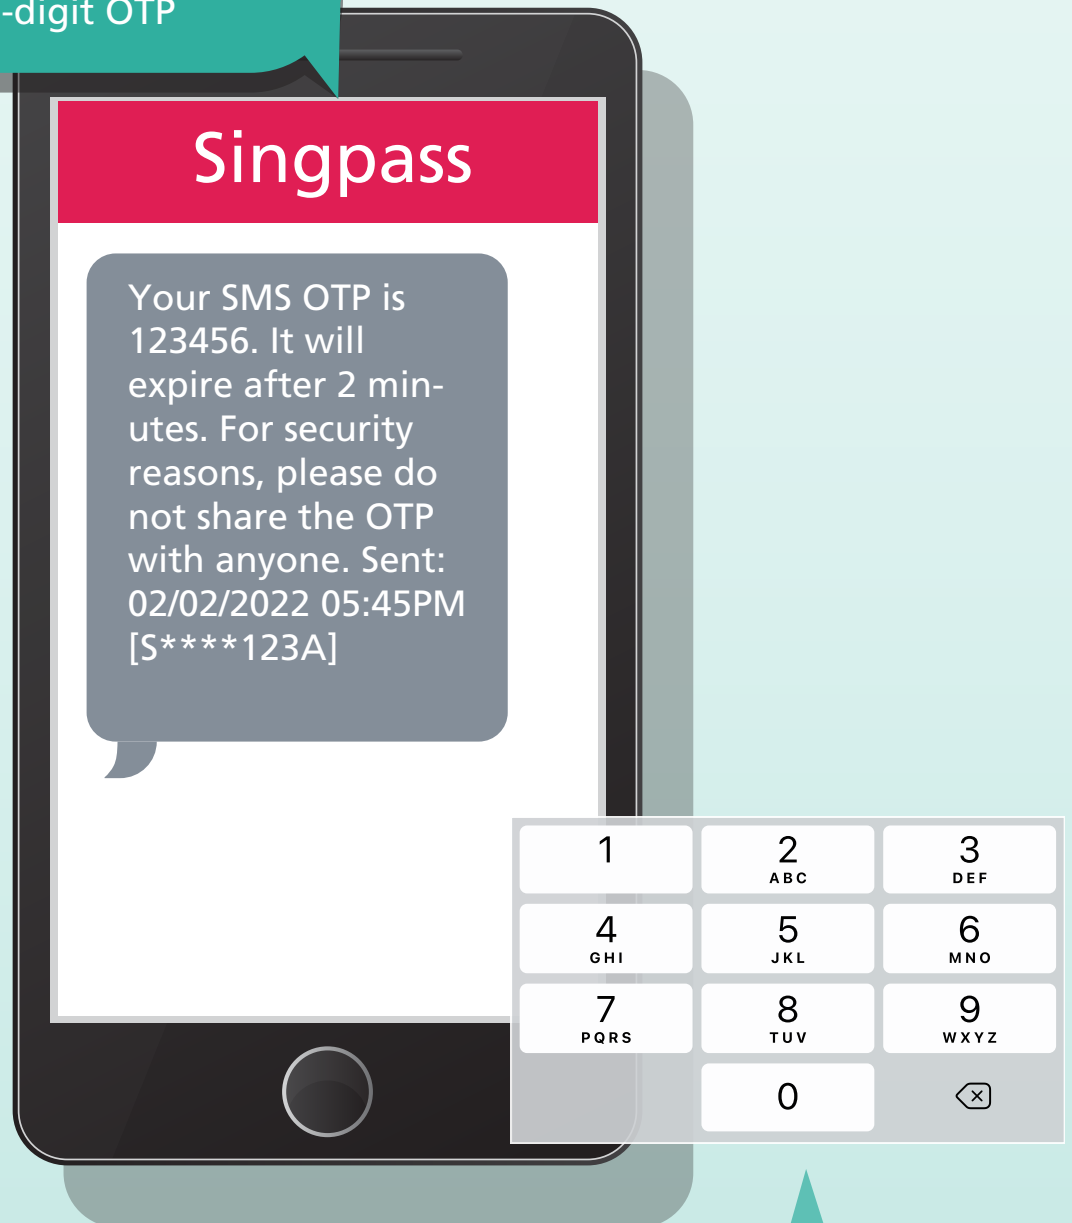 -digit OTP
Singpass
Your SMS OTP is
123456. It will
expire after 2 min-
utes. For security
reasons, please do
not share the OTP
with anyone. Sent:
02/02/2022 05:45PM
[S****123A]
1 2 3
ABC DEF
4 5 6
GHI JKL MNO
7 8 9
PQRS TUV WXYZ
0